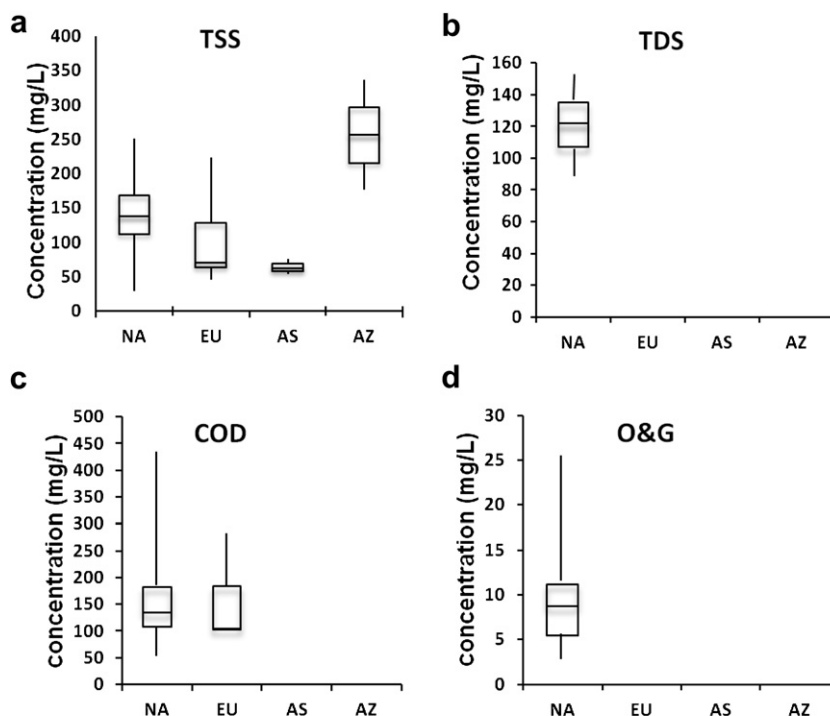 a
TSS
Concentration (mg/L)
400
350
300
250
200
150
100
50
0
NA EU AS AZ
b
TDS
Concentration (mg/L)
160
140
120
100
80
60
40
20
0
NA EU AS AZ
c
COD
concentration (mg/L)
500
450
400
350
300
250
200
150
100
50
0
NA EU AS AZ
d
O&G
concentration (mg/L)
30
25
20
15
10
5
0
NA EU AS AZ